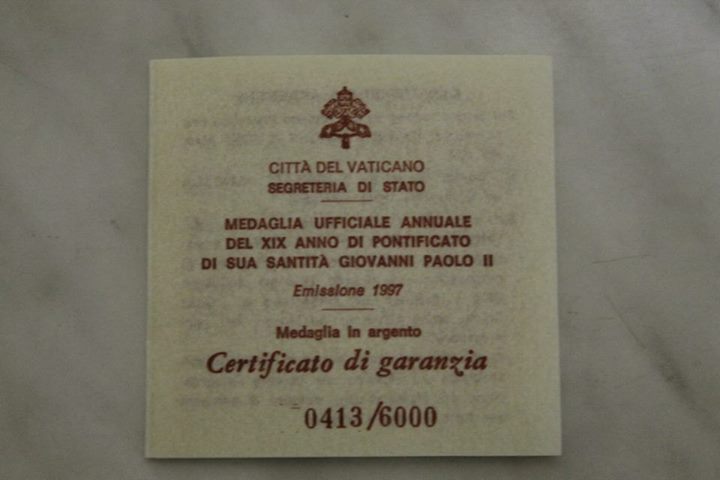 CITTÀ DEL VATICANO
SEGRETERIA DI STATO
MEDAGLIA UFFICIALE ANNUALE
DEL XIX ANNO DI PONTIFICATO
DI SUA SANTITÀ GIOVANNI PAOLO II
Emissione 1997
Medaglia in argento
Certificato di garanzia
0413/6000